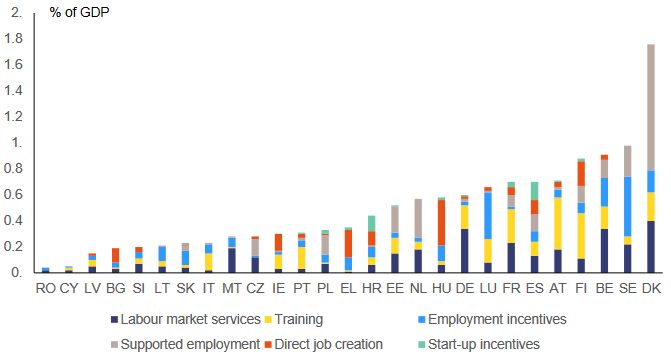 % of GDP
2.
1.8
1.6
1.4
1.2
1.
0.8
0.6
0.4
0.2
0.
RO CY LV BG SI LT SK IT MT CZ IE PT PL EL HR EE NL HU DE LU FR ES AT FI BE SE DK
Labour market services Training Employment incentives
Supported employment Direct job creation Start-up incentives